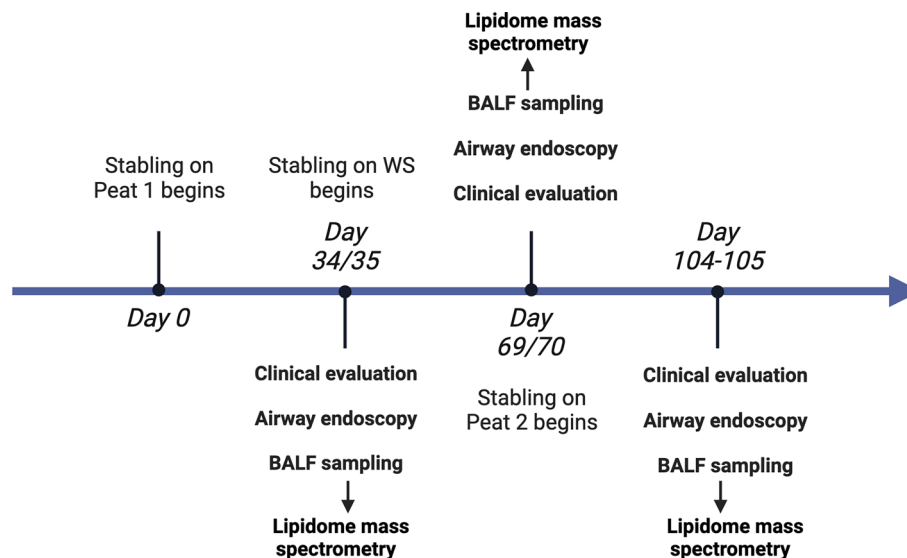 Lipidome mass
spectrometry
BALF sampling
Airway endoscopy
Clinical evaluation
Stabling on
Peat 1 begins
Stabling on WS
begins
Day
34/35
Day
104-105
Day 0
Day
69/70
Clinical evaluation
Airway endoscopy
BALF sampling
Lipidome mass
spectrometry
Stabling on
Peat 2 begins
Clinical evaluation
Airway endoscopy
BALF sampling
Lipidome mass
spectrometry